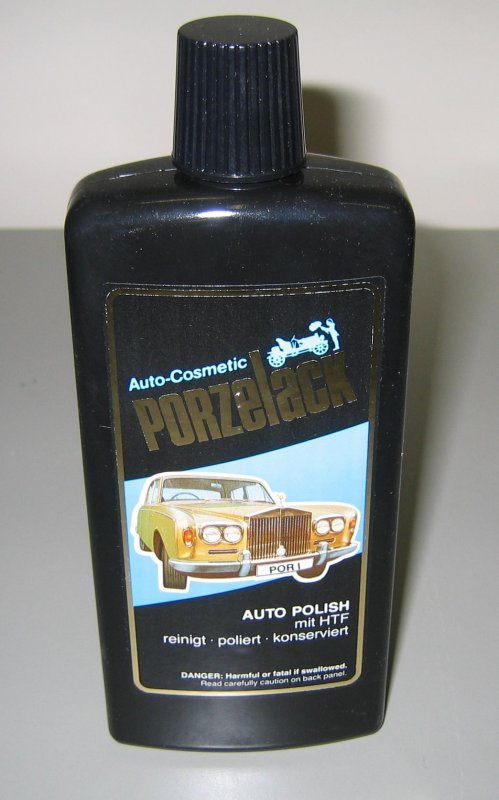 Auto-Cosmetic
PORZelacK
POR I
AUTO POLISH
mit HTF
reinigt · poliert · konserviert
DANGER: Harmful or fatal if swallowed.
Read carefully caution on back panel.